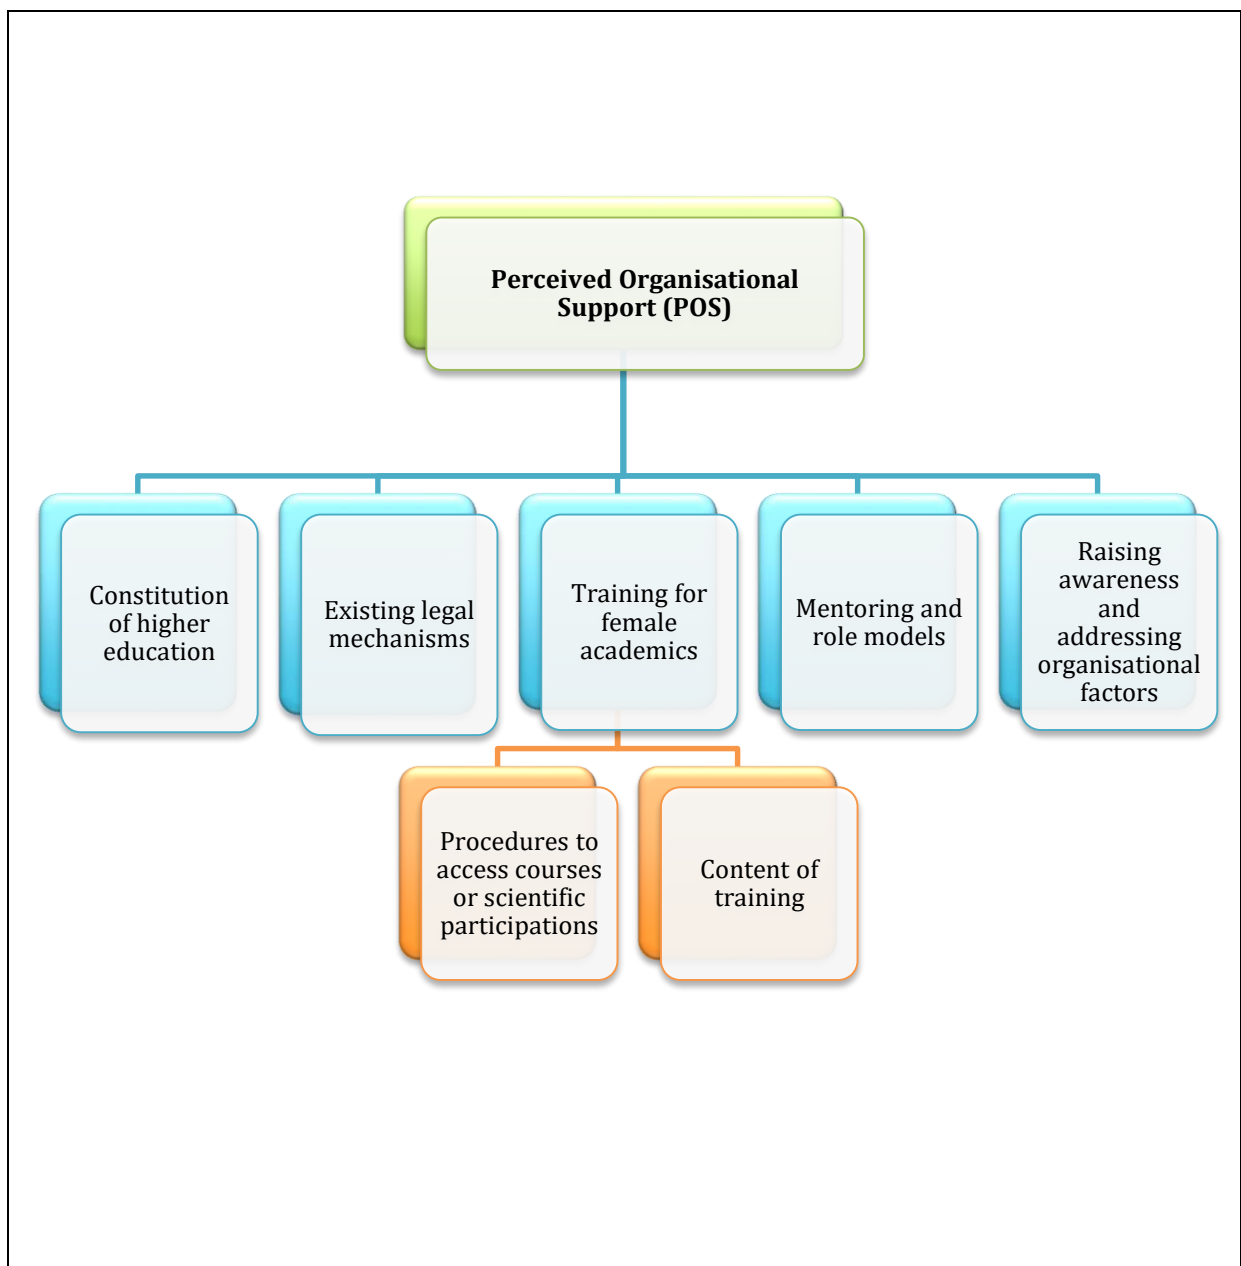 Perceived Organisational
Support (POS)
Constitution
of higher
education
Existing legal
mechanisms
Training for
female
academics
Mentoring and
role models
Raising
awareness
and
addressing
organisational
factors
Procedures to
access courses
or scientific
participations
Content of
training